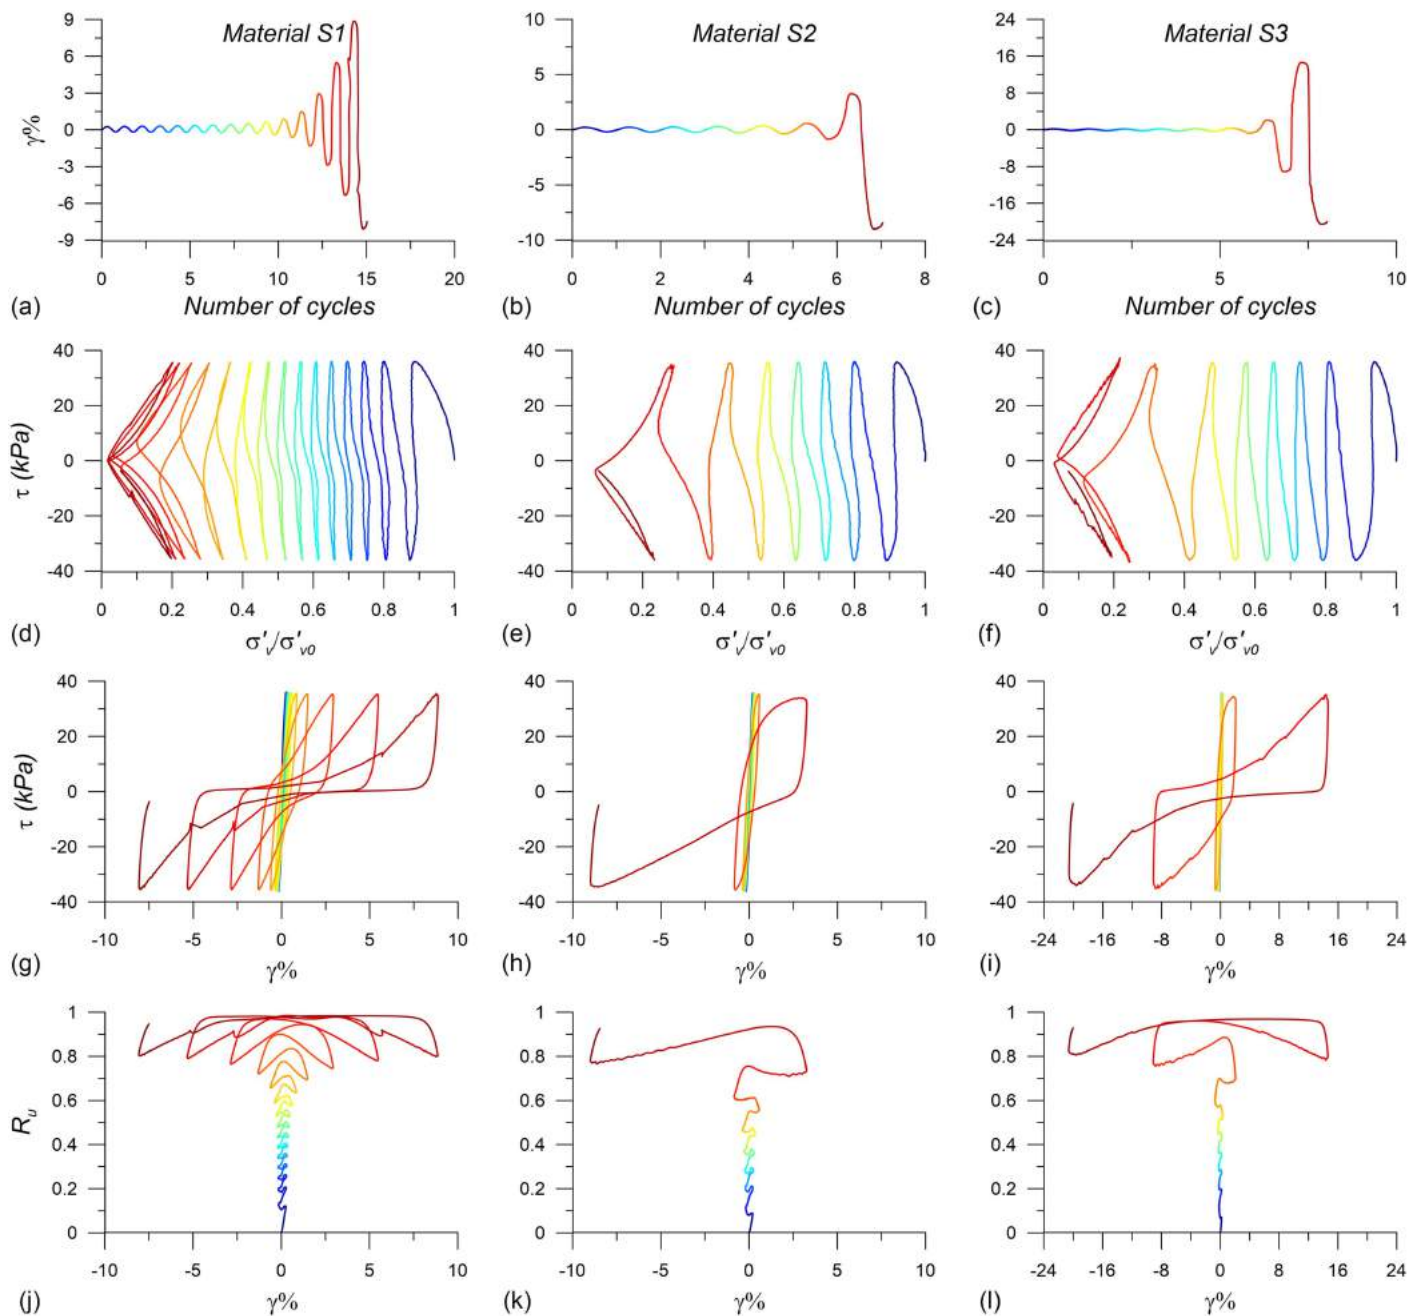 Material S1
Material S2
Material S3
9
6
3
0
-3
-6
-9
γ%
0 5 10 15 20
10
5
0
-5
-10
0 2 4 6 8
24
16
8
0
-8
-16
-24
0 5 10
(a) Number of cycles
(b) Number of cycles
(c) Number of cycles
40
20
0
-20
-40
τ (kPa)
0 0.2 0.4 0.6 0.8 1
40
20
0
-20
-40
0 0.2 0.4 0.6 0.8 1
40
20
0
-20
-40
0 0.2 0.4 0.6 0.8 1
(d) σ'v/σ'v0
(e) σ'v/σ'v0
(f) σ'v/σ'v0
40
20
0
-20
-40
τ (kPa)
-10 -5 0 5 10
40
20
0
-20
-40
-10 -5 0 5 10
40
20
0
-20
-40
-24 -16 -8 0 8 16 24
(g) γ%
(h) γ%
(i) γ%
1
0.8
0.6
0.4
0.2
0
Ru
-10 -5 0 5 10
1
0.8
0.6
0.4
0.2
0
-10 -5 0 5 10
1
0.8
0.6
0.4
0.2
0
-24 -16 -8 0 8 16 24
(j) γ%
(k) γ%
(l) γ%